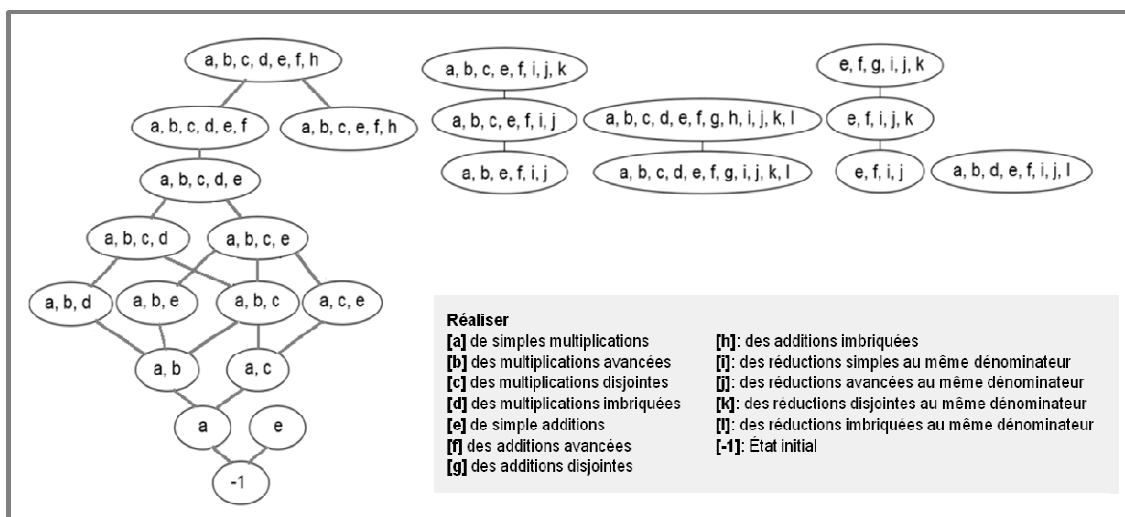 a, b, c, d, e, f, h
a, b, c, e, f, i, j, k
e, f, g, i, j, k
a, b, c, d, e, f
a, b, c, e, f, h
a, b, c, e, f, i, j
a, b, c, d, e, f, g, h, i, j, k, l
e, f, i, j, k
a, b, c, d, e
a, b, e, f, i, j
a, b, c, d, e, f, g, i, j, k, l
e, f, i, j
a, b, d, e, f, i, j, l
a, b, c, d
a, b, c, e
a, b, d
a, b, e
a, b, c
a, c, e
a, b
a, c
a
e
-1
Réaliser
[a] de simples multiplications
[b] des multiplications avancées
[c] des multiplications disjointes
[d] des multiplications imbriquées
[e] de simple additions
[f] des additions avancées
[g] des additions disjointes
[h]: des additions imbriquées
[i]: des réductions simples au même dénominateur
[j]: des réductions avancées au même dénominateur
[k]: des réductions disjointes au même dénominateur
[l]: des réductions imbriquées au même dénominateur
[-1]: État initial